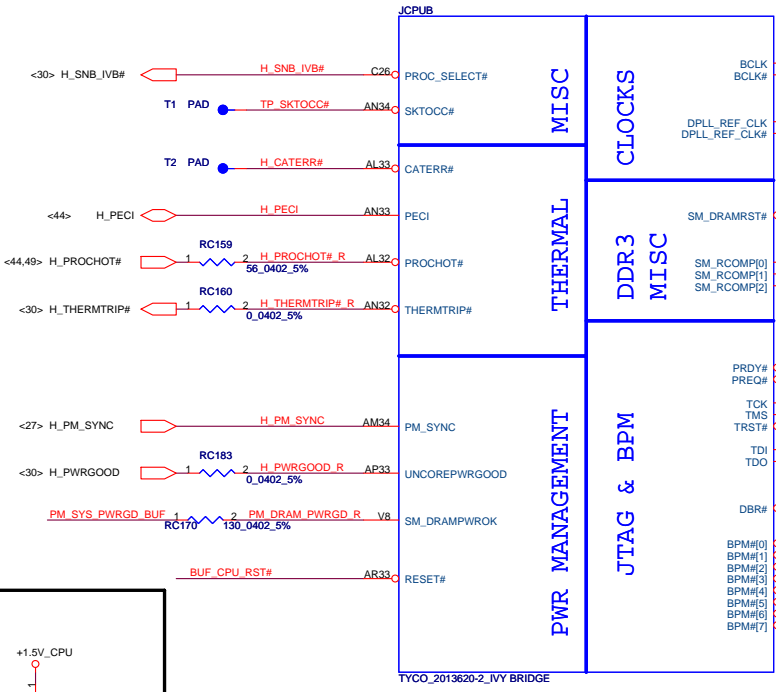 JCPUB
<30> H_SNB_IVB# H_SNB_IVB# C26 PROC_SELECT#
T1 PAD TP_SKTOCC# AN34 SKTOCC#
T2 PAD H_CATERR# AL33 CATERR#
<44> H_PECI H_PECI AN33 PECI
RC159
<44,49> H_PROCHOT# 1 2 H_PROCHOT#_R AL32 PROCHOT#
56_0402_5%
RC160
<30> H_THERMTRIP# 1 2 H_THERMTRIP#_R AN32 THERMTRIP#
0_0402_5%
<27> H_PM_SYNC H_PM_SYNC AM34 PM_SYNC
RC183
<30> H_PWRGOOD 1 2 H_PWRGOOD_R AP33 UNCOREPWRGOOD
0_0402_5%
PM_SYS_PWRGD_BUF 1 2 PM_DRAM_PWRGD_R V8 SM_DRAMPWROK
RC170 130_0402_5%
BUF_CPU_RST# AR33 RESET#
MISC
THERMAL
PWR MANAGEMENT
CLOCKS
DDR3
MISC
JTAG & BPM
BCLK
BCLK#
DPLL_REF_CLK
DPLL_REF_CLK#
SM_DRAMRST#
SM_RCOMP[0]
SM_RCOMP[1]
SM_RCOMP[2]
PRDY#
PREQ#
TCK
TMS
TRST#
TDI
TDO
DBR#
BPM#[0]
BPM#[1]
BPM#[2]
BPM#[3]
BPM#[4]
BPM#[5]
BPM#[6]
BPM#[7]
TYCO_2013620-2_IVY BRIDGE
+1.5V_CPU
1